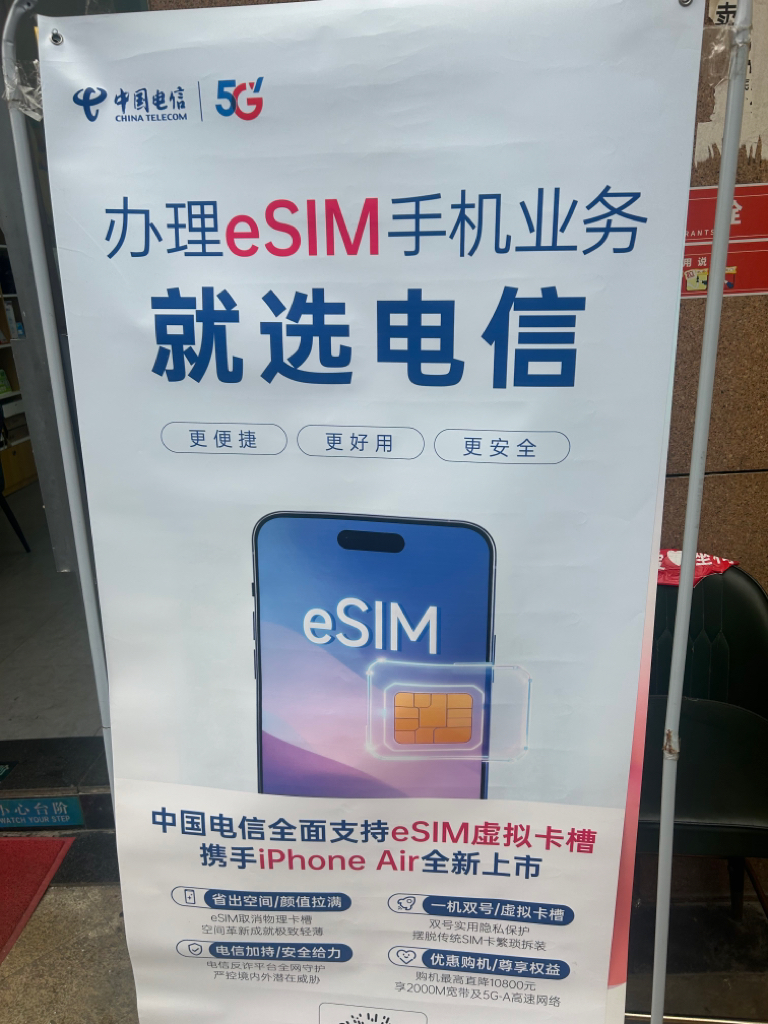 中国电信
CHINA TELECOM
5G
办理eSIM手机业务
就选电信
更便捷
更好用
更安全
eSIM
中国电信全面支持eSIM虚拟卡槽
携手iPhone Air全新上市
省出空间/颜值拉满
eSIM取消物理卡槽
空间革新成就极致轻薄
一机双号/虚拟卡槽
双号实用隐私保护
摆脱传统SIM卡繁琐拆装
电信加持/安全给力
电信反诈平台全网守护
严控境内外潜在威胁
优惠购机/尊享权益
购机最高直降10800元
享2000M宽带及5G-A高速网络
小心台阶
WATCH YOUR STEP
卖
全
RANTS
用说